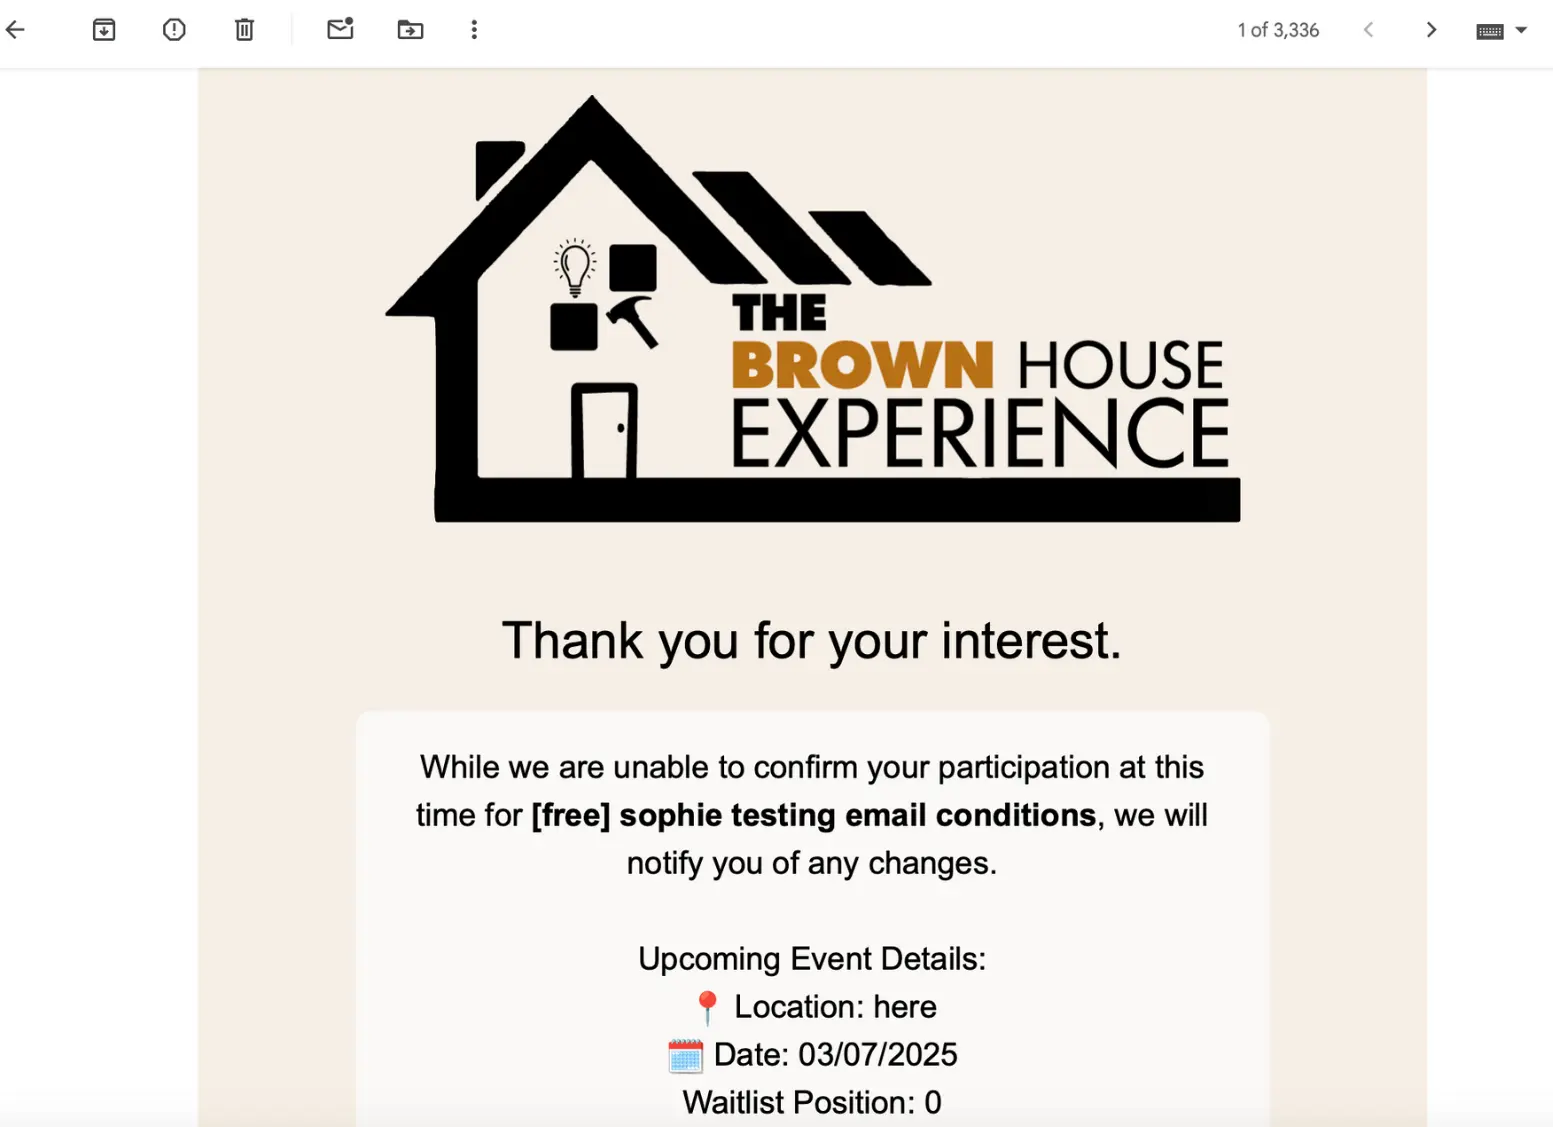 1 of 3,336
THE
BROWN HOUSE
EXPERIENCE
Thank you for your interest.
While we are unable to confirm your participation at this
time for [free] sophie testing email conditions, we will
notify you of any changes.
Upcoming Event Details:
📍 Location: here
🗓️ Date: 03/07/2025
Waitlist Position: 0